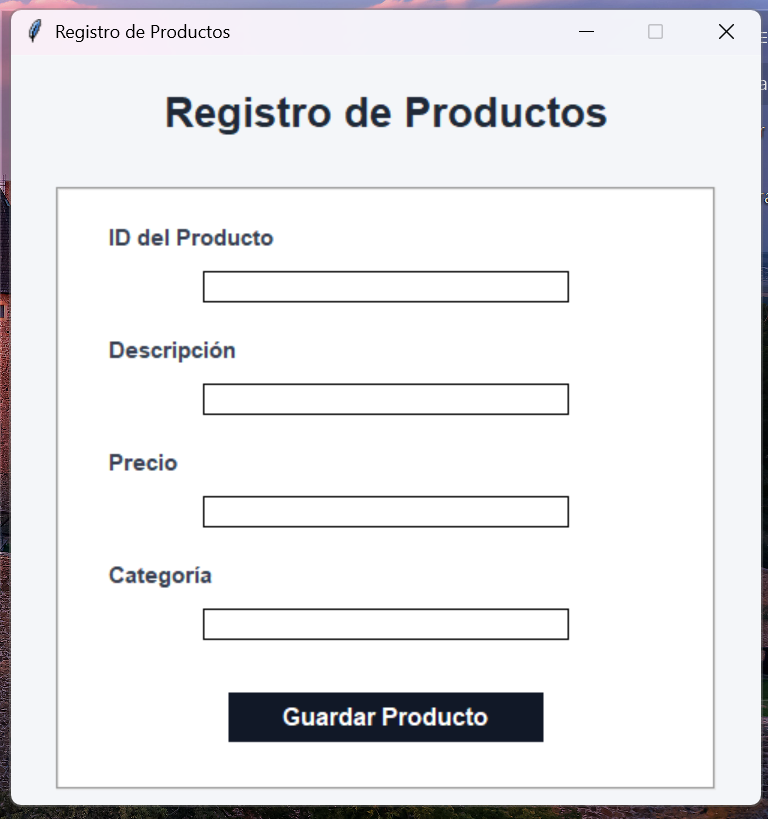 Registro de Productos
Registro de Productos
ID del Producto
Descripción
Precio
Categoría
Guardar Producto